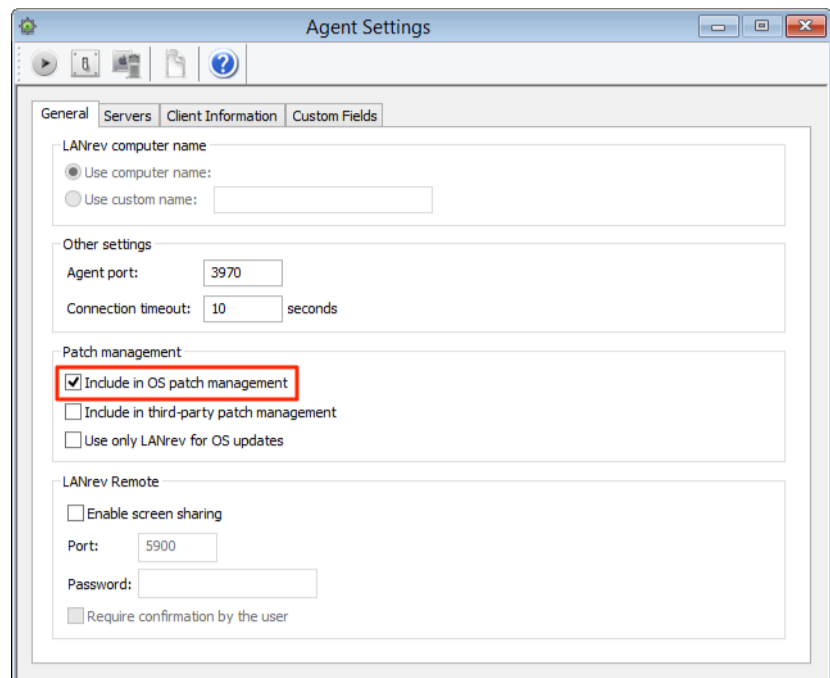 Agent Settings
General Servers Client Information Custom Fields
LANrev computer name
Use computer name:
Use custom name:
Other settings
Agent port: 3970
Connection timeout: 10 seconds
Patch management
Include in OS patch management
Include in third-party patch management
Use only LANrev for OS updates
LANrev Remote
Enable screen sharing
Port: 5900
Password:
Require confirmation by the user